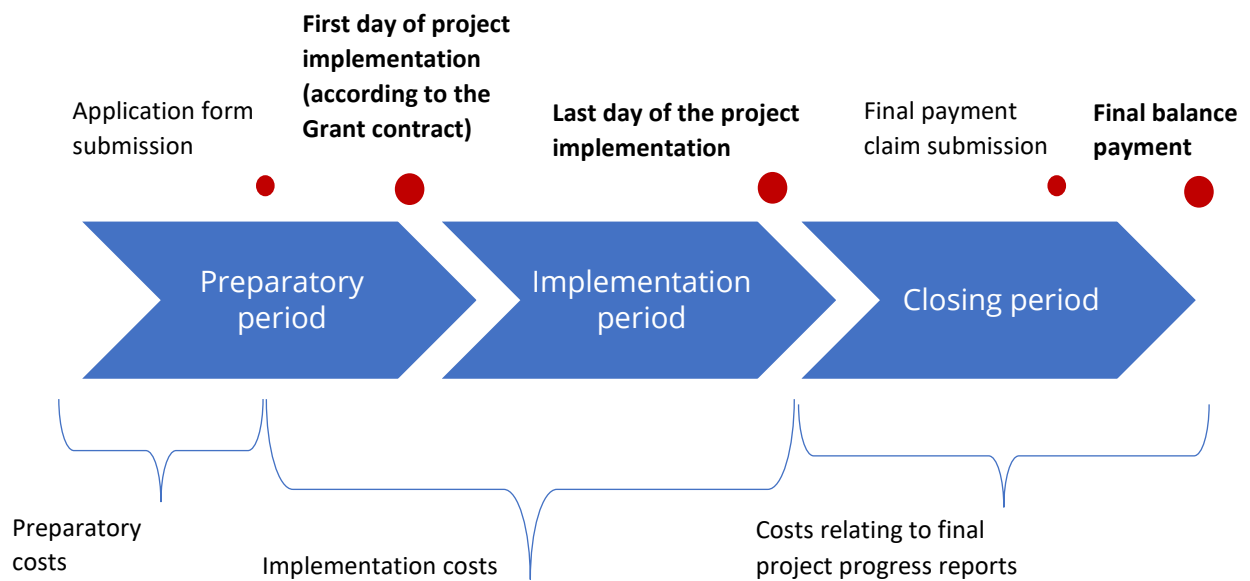 Application form
submission
First day of project
implementation
(according to the
Grant contract)
Last day of the project
implementation
Final payment
claim submission
Final balance
payment
Preparatory
period
Implementation
period
Closing period
Preparatory
costs
Implementation costs
Costs relating to final
project progress reports